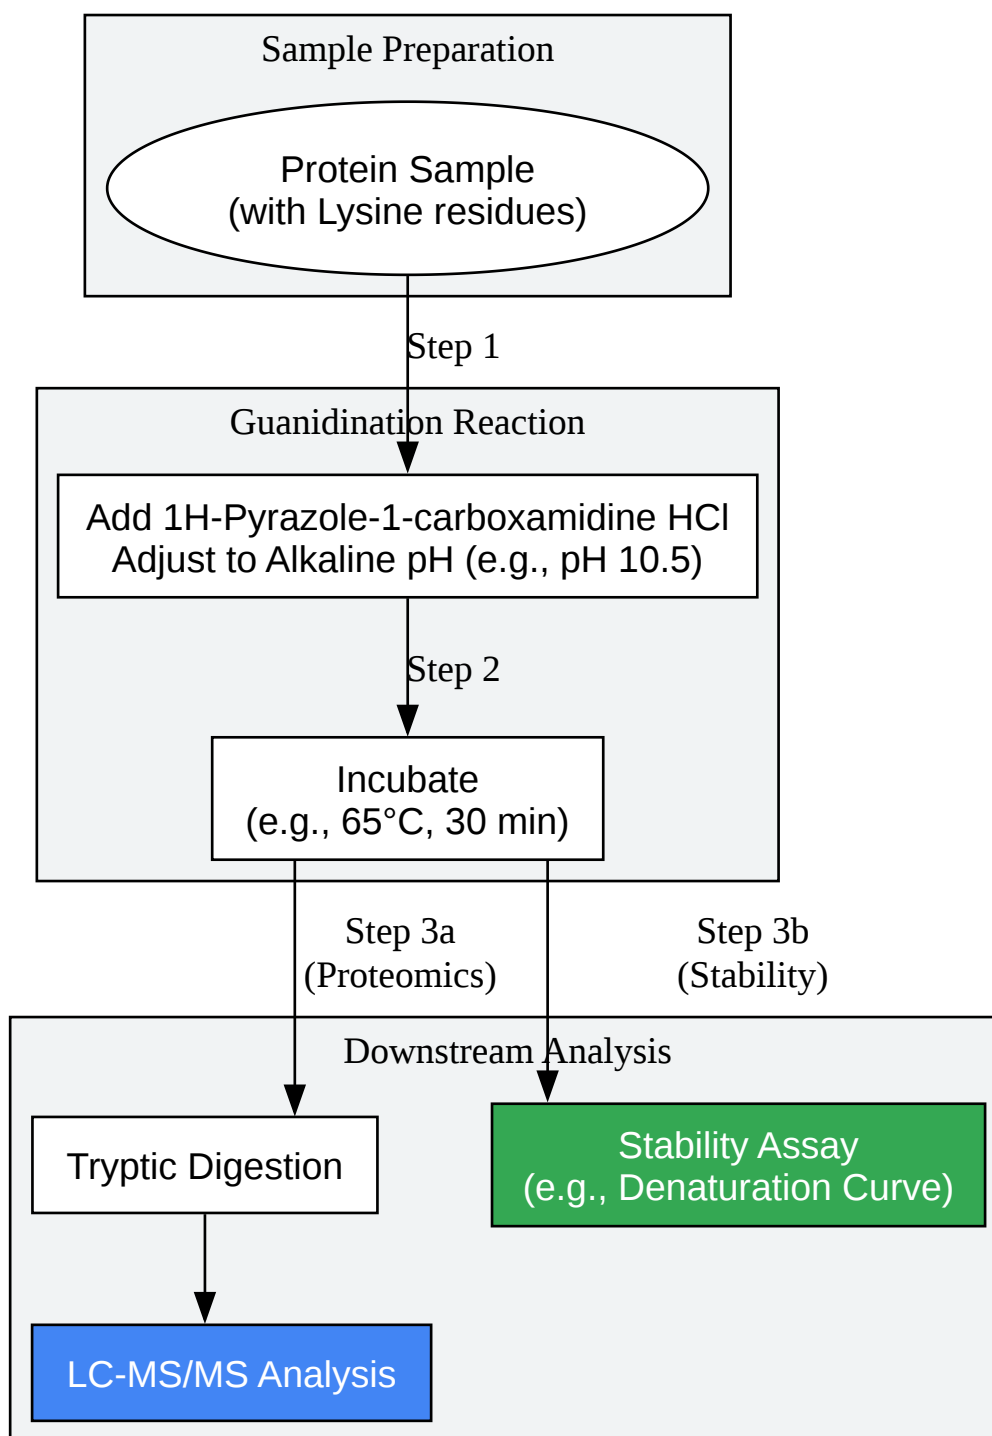 Sample Preparation
Protein Sample
(with Lysine residues)
Step 1
Guanidination Reaction
Add 1H-Pyrazole-1-carboxamidine HCl
Adjust to Alkaline pH (e.g., pH 10.5)
Step 2
Incubate
(e.g., 65°C, 30 min)
Step 3a
(Proteomics)
Step 3b
(Stability)
Downstream Analysis
Tryptic Digestion
Stability Assay
(e.g., Denaturation Curve)
LC-MS/MS Analysis